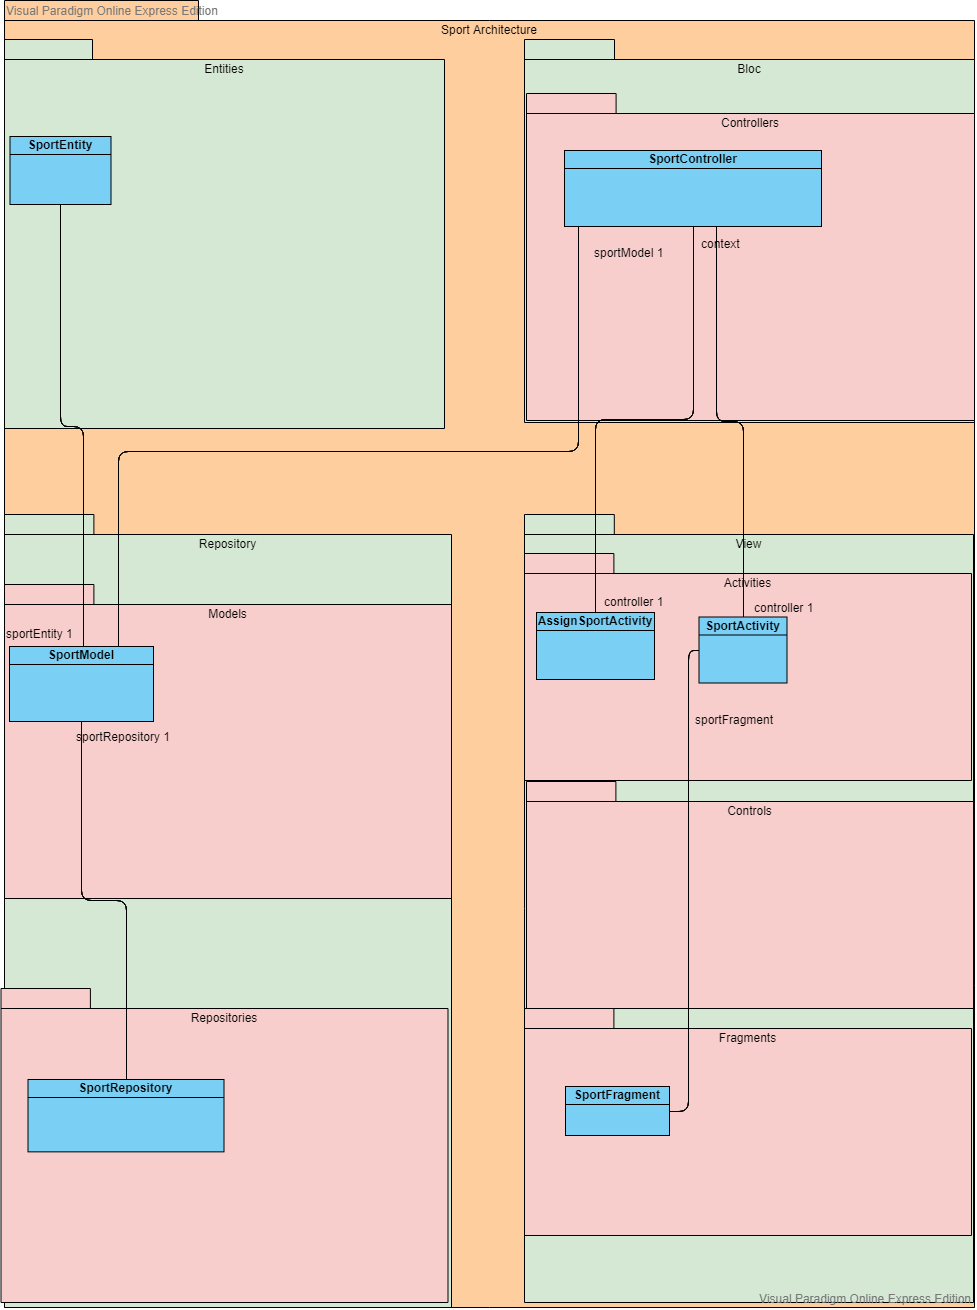 Visual Paradigm Online Express Edition
Sport Architecture
Entities
SportEntity
Bloc
Controllers
SportController
sportModel 1
context
Repository
Models
sportEntity 1
SportModel
sportRepository 1
Repositories
SportRepository
View
Activities
controller 1
AssignSportActivity
controller 1
SportActivity
sportFragment
Controls
Fragments
SportFragment
Visual Paradigm Online Express Edition